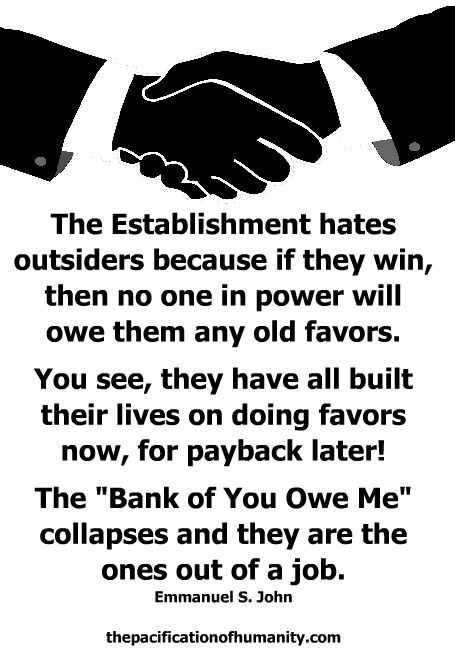 The Establishment hates
outsiders because if they win,
then no one in power will
owe them any old favors.
You see, they have all built
their lives on doing favors
now, for payback later!
The "Bank of You Owe Me"
collapses and they are the
ones out of a job.
Emmanuel S. John
thepacificationofhumanity.com